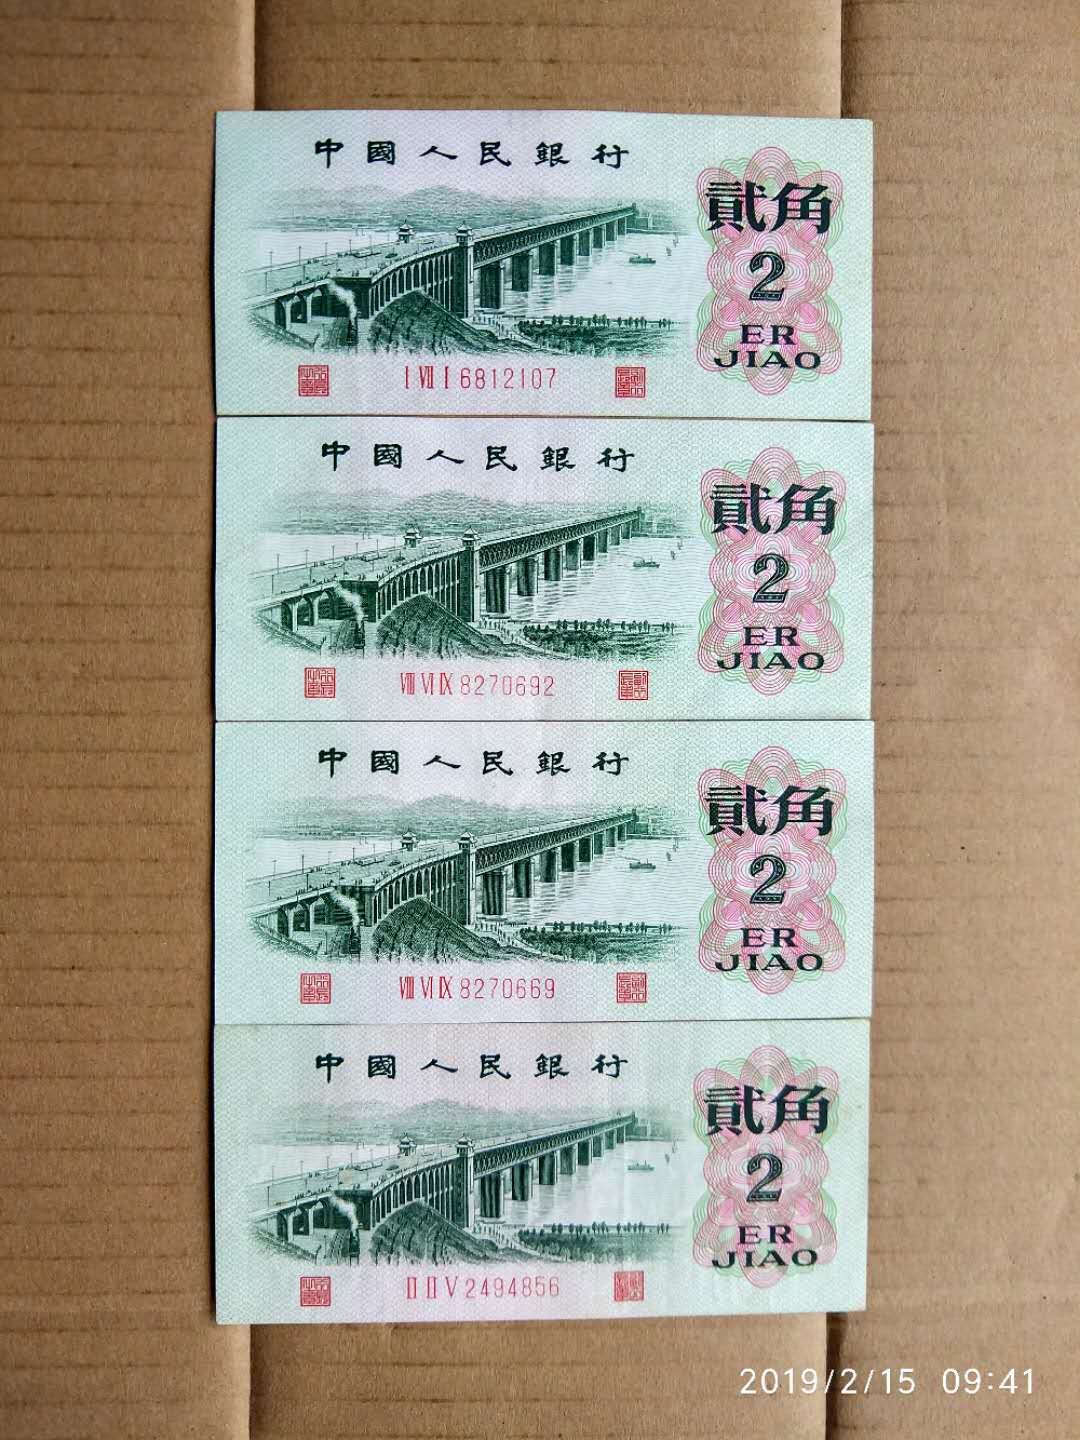 中國人民銀行
貳角
2
ER
JIAO
I VII I 6812107
中國人民銀行
貳角
2
ER
JIAO
VIII VI IX 8270692
中國人民銀行
貳角
2
ER
JIAO
VIII VI IX 8270669
中國人民銀行
貳角
2
ER
JIAO
II II V 2494856
2019/2/15 09:41